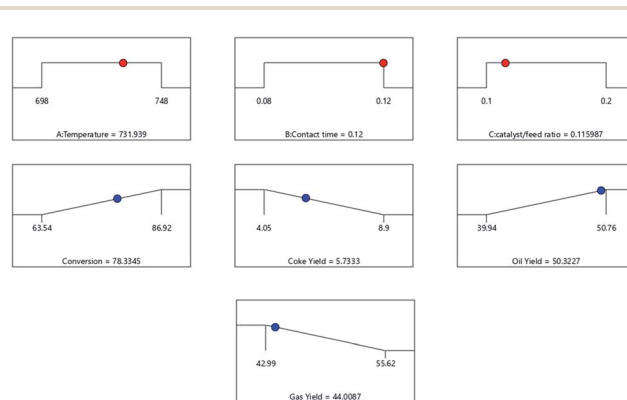 698 748
A:Temperature = 731.939
0.08 0.12
B:Contact time = 0.12
0.1 0.2
C:catalyst/feed ratio = 0.115987
63.54 86.92
Conversion = 78.3345
4.05 8.9
Coke Yield = 5.7333
39.94 50.76
Oil Yield = 50.3227
42.99 55.62
Gas Yield = 44.0087